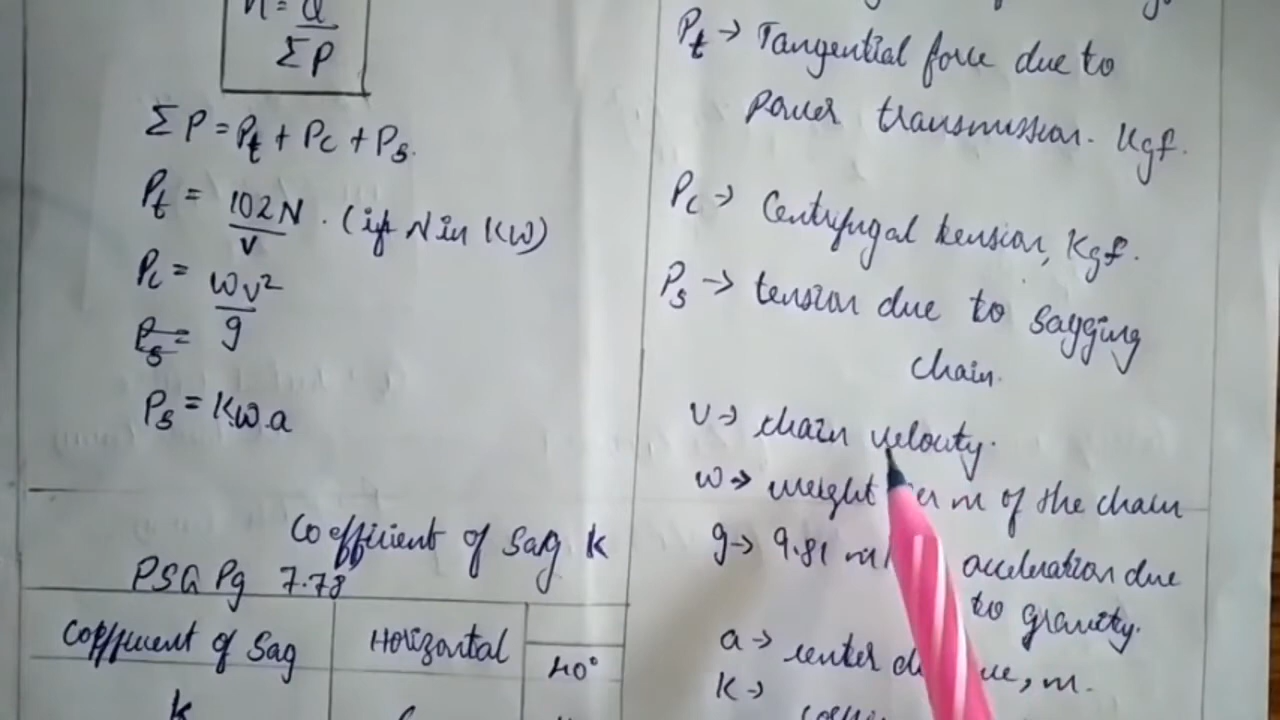 n = Q
ΣP
ΣP = Pt + Pc + Ps.
Pt = 102N . (if N in KW)
v
Pc = wv²
g
Ps =
Ps = Kw.a
Coefficient of Sag k
PSG Pg 7.78
Coefficient of Sag Horizontal 40°
k
Pt → Tangential force due to
power transmission. Kgf.
Pc → Centrifugal tension, Kgf.
Ps → tension due to sagging
chain.
v → chain velocity.
w → weight m of the chain
g → 9.81 acceleration due
to gravity.
a → center m.
K →